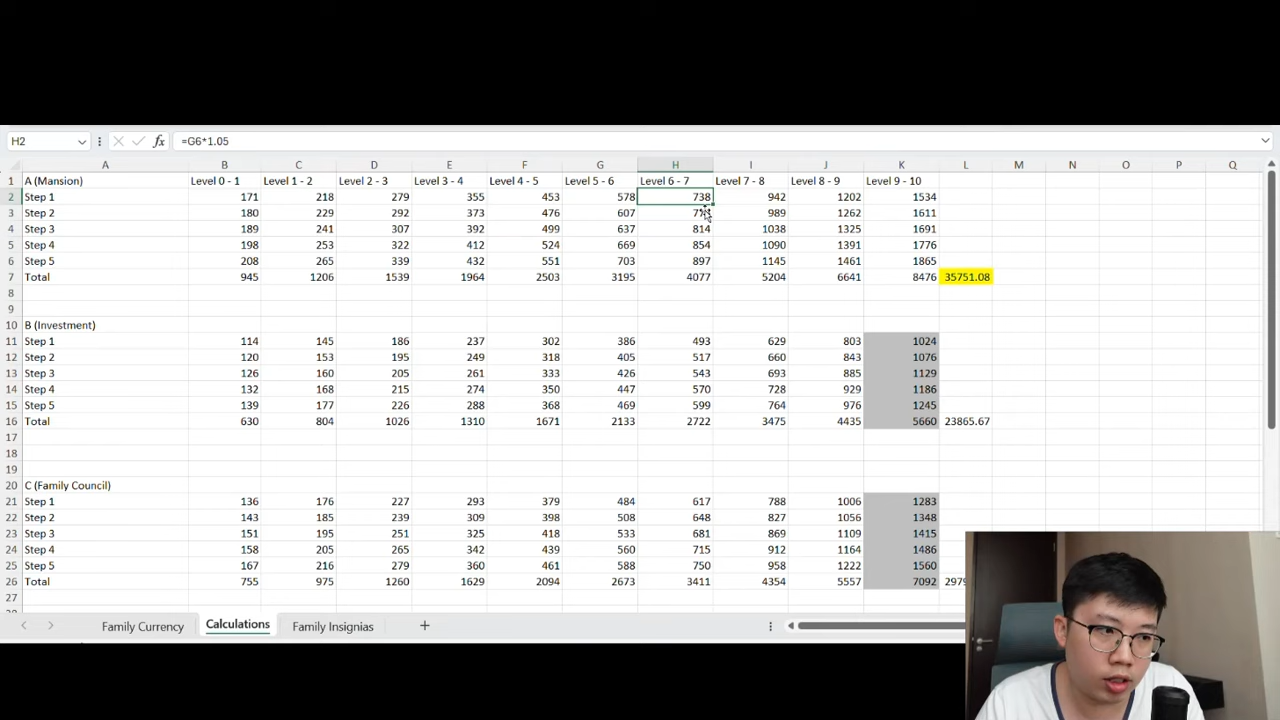 H2 fx =G6*1.05
A B C D E F G H I J K L M N O P Q
1 A (Mansion) Level 0 - 1 Level 1 - 2 Level 2 - 3 Level 3 - 4 Level 4 - 5 Level 5 - 6 Level 6 - 7 Level 7 - 8 Level 8 - 9 Level 9 - 10
2 Step 1 171 218 279 355 453 578 738 942 1202 1534
3 Step 2 180 229 292 373 476 607 989 1262 1611
4 Step 3 189 241 307 392 499 637 814 1038 1325 1691
5 Step 4 198 253 322 412 524 669 854 1090 1391 1776
6 Step 5 208 265 339 432 551 703 897 1145 1461 1865
7 Total 945 1206 1539 1964 2503 3195 4077 5204 6641 8476 35751.08
8
9
10 B (Investment)
11 Step 1 114 145 186 237 302 386 493 629 803 1024
12 Step 2 120 153 195 249 318 405 517 660 843 1076
13 Step 3 126 160 205 261 333 426 543 693 885 1129
14 Step 4 132 168 215 274 350 447 570 728 929 1186
15 Step 5 139 177 226 288 368 469 599 764 976 1245
16 Total 630 804 1026 1310 1671 2133 2722 3475 4435 5660 23865.67
17
18
19
20 C (Family Council)
21 Step 1 136 176 227 293 379 484 617 788 1006 1283
22 Step 2 143 185 239 309 398 508 648 827 1056 1348
23 Step 3 151 195 251 325 418 533 681 869 1109 1415
24 Step 4 158 205 265 342 439 560 715 912 1164 1486
25 Step 5 167 216 279 360 461 588 750 958 1222 1560
26 Total 755 975 1260 1629 2094 2673 3411 4354 5557 7092
27
Family Currency Calculations Family Insignias